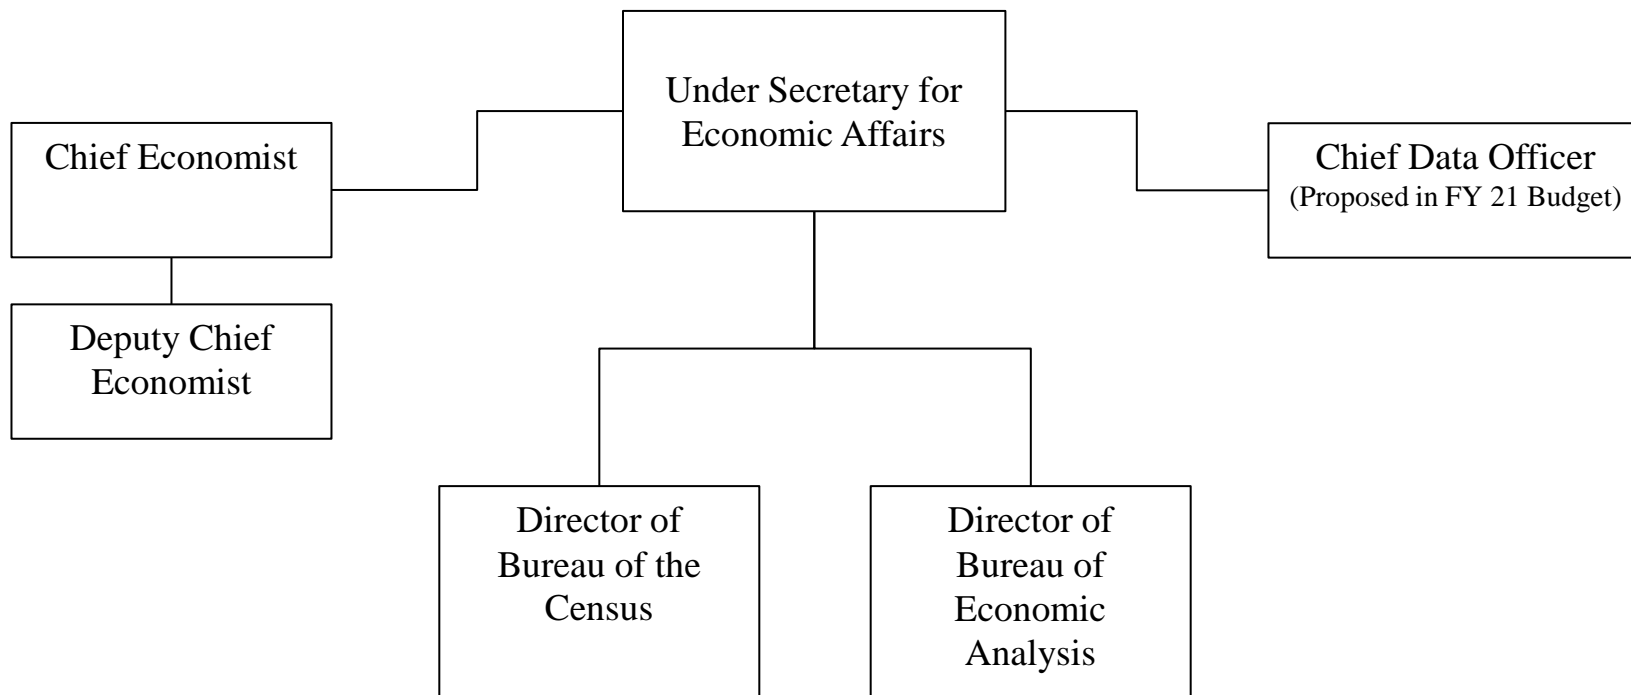 Under Secretary for
Economic Affairs
Chief Economist
Chief Data Officer
(Proposed in FY 21 Budget)
Deputy Chief
Economist
Director of
Bureau of the
Census
Director of
Bureau of
Economic
Analysis